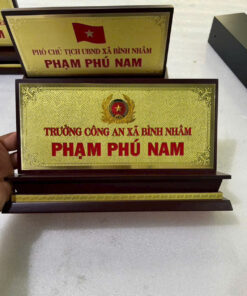 PHÓ CHỦ TỊCH UBND XÃ BÌNH NHÂM
PHẠM PHÚ NAM
TRƯỞNG CÔNG AN XÃ BÌNH NHÂM
PHẠM PHÚ NAM